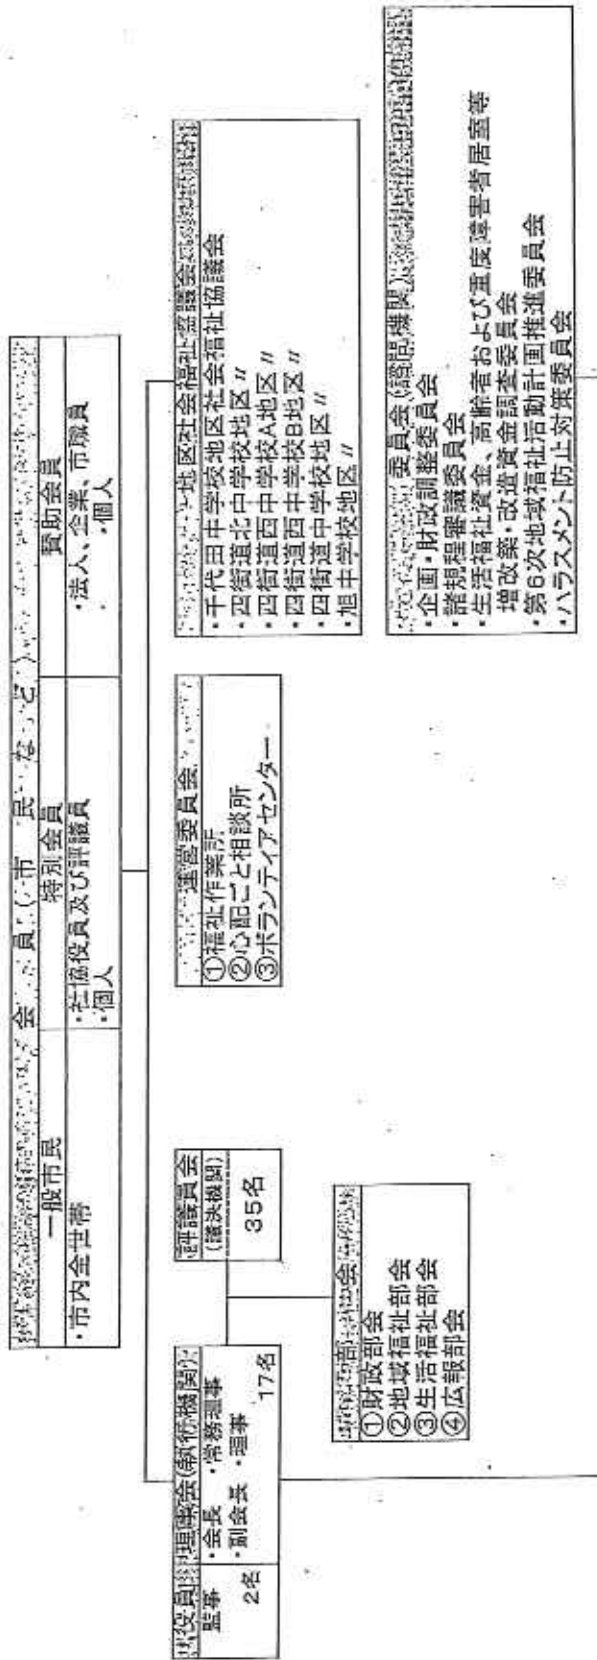 会員(市民など)
一般市民
特別会員
賛助会員
・市内全世帯
・社協役員及び評議員
・個人
・法人、企業、市職員
・個人
役員
理事会(執行機関)
監事
2名
・会長 ・常務理事
・副会長 ・理事
17名
評議員会
(議決機関)
35名
部会
①財政部会
②地域福祉部会
③生活福祉部会
④広報部会
運営委員会
①福祉作業所
②心配ごと相談所
③ボランティアセンター
地区社会福祉協議会
・千代田中学校地区社会福祉協議会
・四街道北中学校地区 〃
・四街道西中学校A地区 〃
・四街道西中学校B地区 〃
・四街道中学校地区 〃
・旭中学校地区 〃
委員会(諮問機関)
・企画・財政調整委員会
・諸規程審議委員会
・生活福祉資金、高齢者および重度障害者居室等
増改築・改造資金調査委員会
・第6次地域福祉活動計画推進委員会
・ハラスメント防止対策委員会